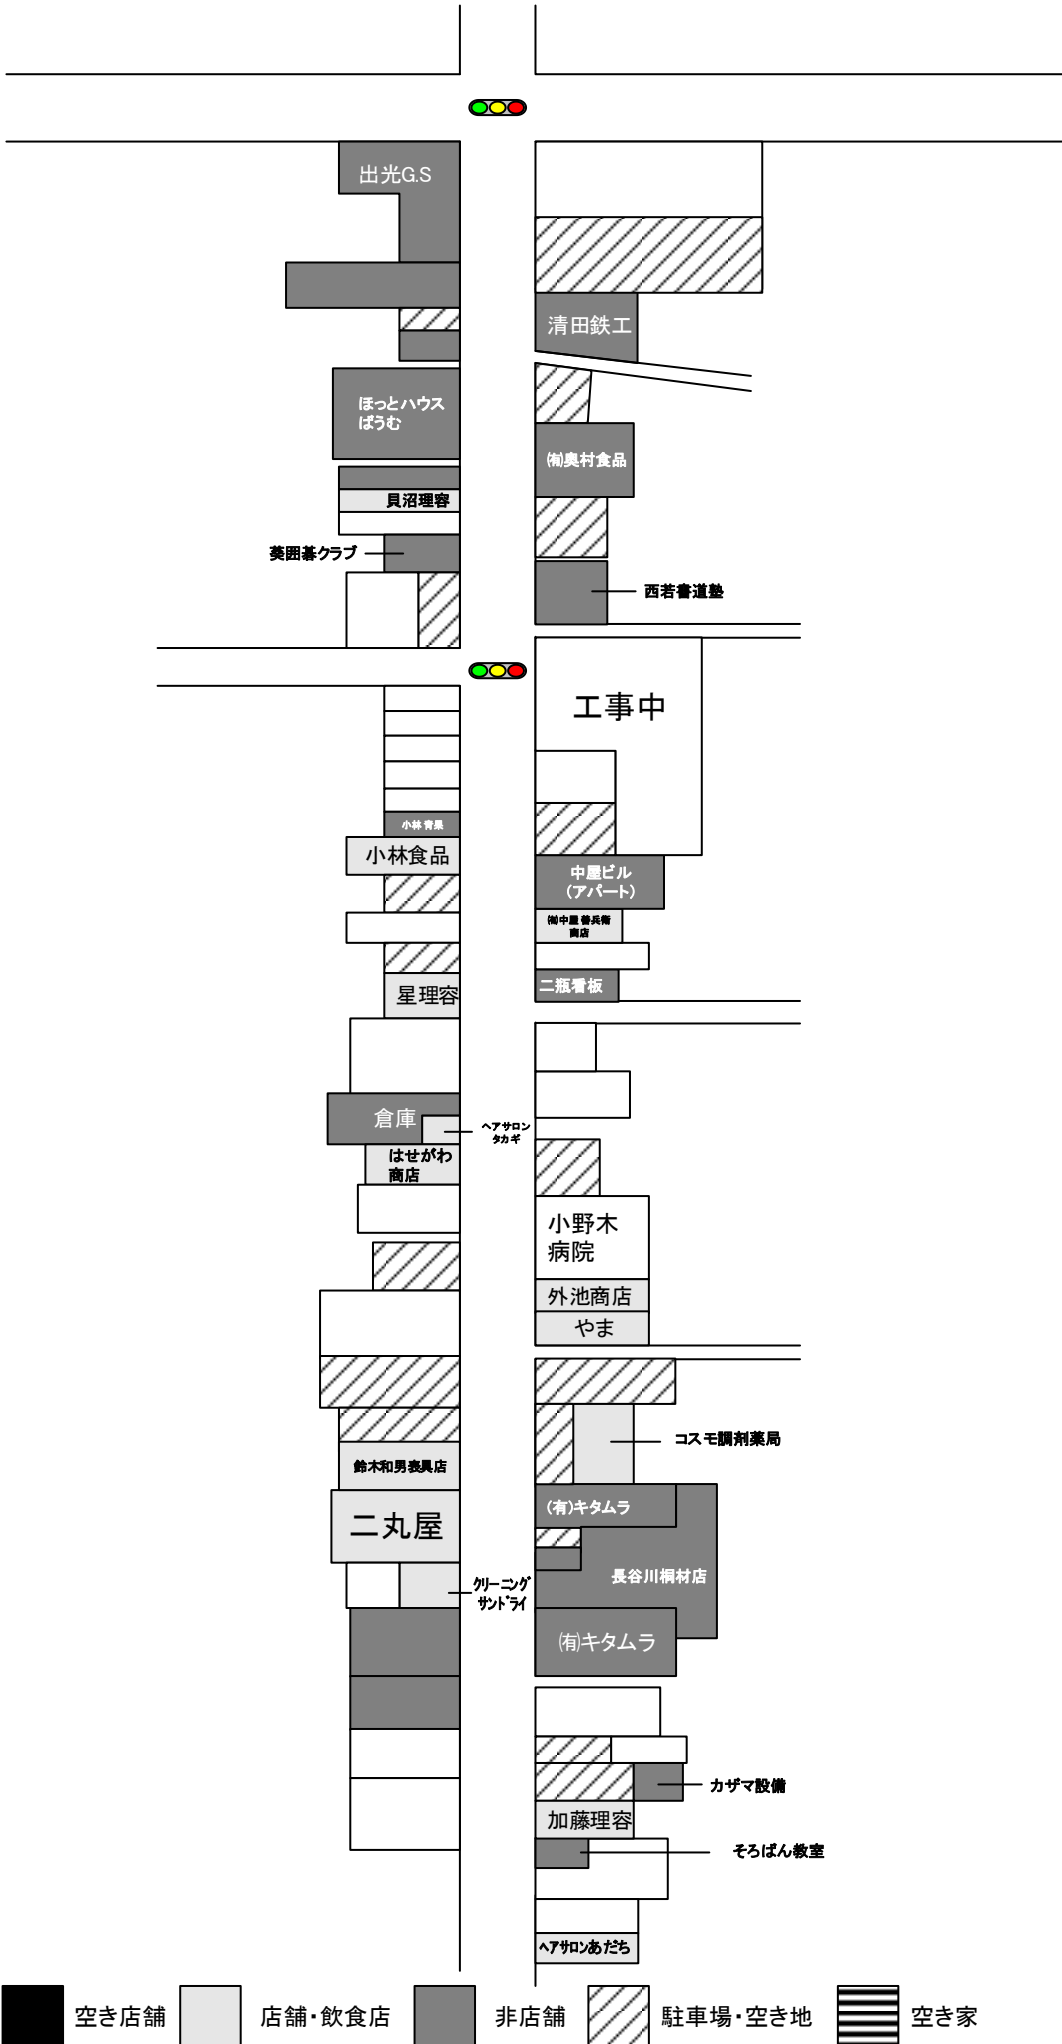 出光G.S
清田鉄工
ほっとハウス
ばうむ
㈲奥村食品
貝沼理容
葵囲碁クラブ
西若書道塾
工事中
小林青果
小林食品
中屋ビル
(アパート)
㈲中屋善兵衛
商店
二瓶看板
星理容
倉庫
ヘアサロン
タカギ
はせがわ
商店
小野木
病院
外池商店
やま
コスモ調剤薬局
鈴木和男表具店
(有)キタムラ
二丸屋
長谷川桐材店
クリーニング
サンドライ
㈲キタムラ
カザマ設備
加藤理容
そろばん教室
ヘアサロンあだち
空き店舗
店舗・飲食店
非店舗
駐車場・空き地
空き家